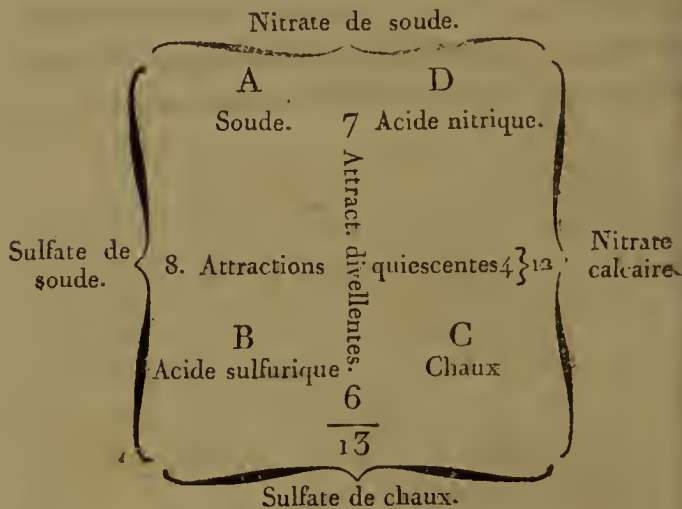 Nitrate de soude.
A D
Soude. 7 Acide nitrique.
Attract. divellentes.
Sulfate de
soude.
8. Attractions quiescentes 4 } 12
Nitrate
calcaire.
B C
Acide sulfurique Chaux
6
13
Sulfate de chaux.